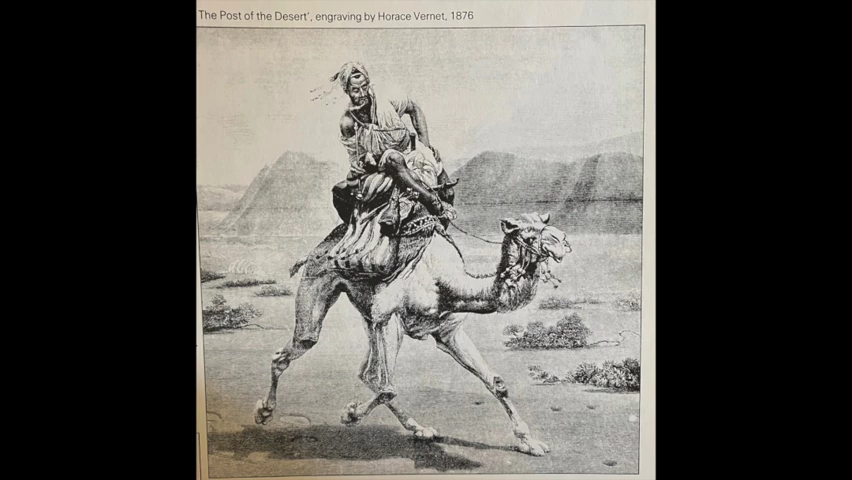 The Post of the Desert', engraving by Horace Vernet, 1876